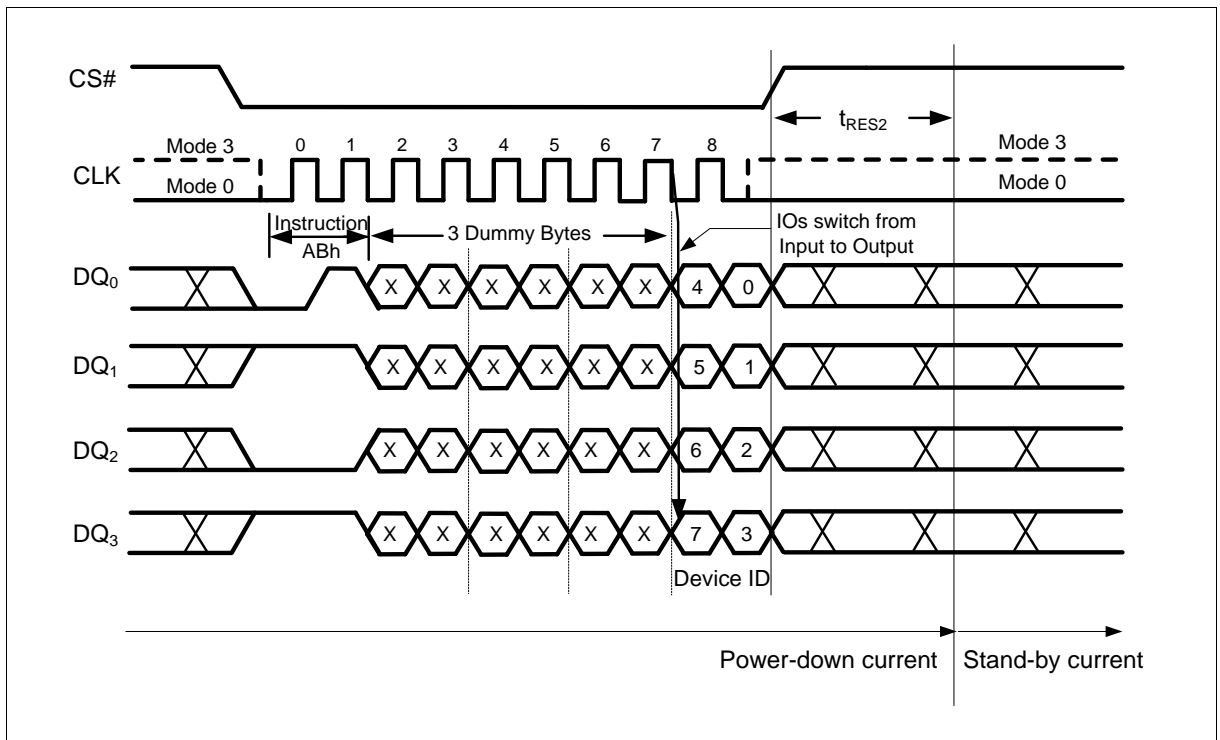 CS#
tRES2
0 1 2 3 4 5 6 7 8
Mode 3
Mode 3
CLK
Mode 0
Mode 0
Instruction
ABh
3 Dummy Bytes
IOs switch from
Input to Output
DQ0
X X X X X X 4 0
DQ1
X X X X X X 5 1
DQ2
X X X X X X 6 2
DQ3
X X X X X X 7 3
Device ID
Power-down current
Stand-by current